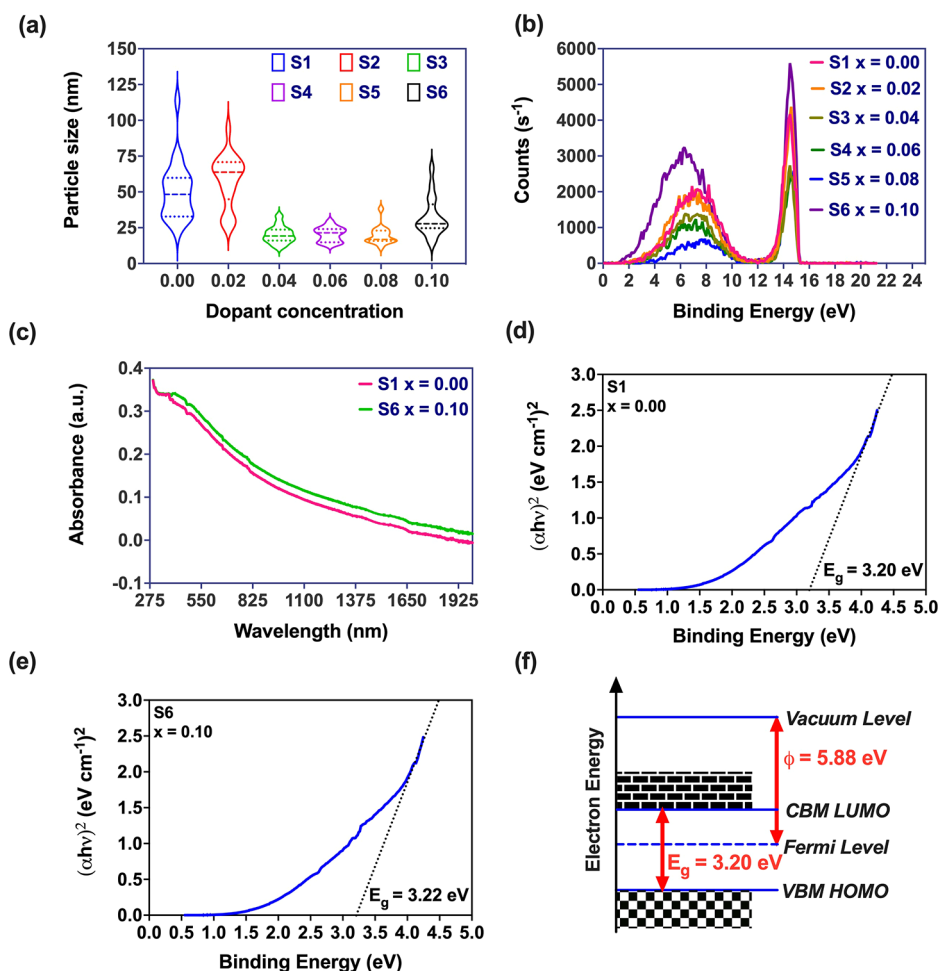 (a)
Particle size (nm)
150
125
100
75
50
25
0
S1 S2 S3
S4 S5 S6
0.00 0.02 0.04 0.06 0.08 0.10
Dopant concentration
(b)
Counts (s-1)
6000
5000
4000
3000
2000
1000
0
S1 x = 0.00
S2 x = 0.02
S3 x = 0.04
S4 x = 0.06
S5 x = 0.08
S6 x = 0.10
0 2 4 6 8 10 12 14 16 18 20 22 24
Binding Energy (eV)
(c)
Absorbance (a.u.)
0.4
0.3
0.2
0.1
0.0
-0.1
S1 x = 0.00
S6 x = 0.10
275 550 825 1100 1375 1650 1925
Wavelength (nm)
(d)
(αhν)² (eV cm⁻¹)²
3.0
2.5
2.0
1.5
1.0
0.5
0.0
S1
x = 0.00
Eg = 3.20 eV
0.0 0.5 1.0 1.5 2.0 2.5 3.0 3.5 4.0 4.5 5.0
Binding Energy (eV)
(e)
(αhν)² (eV cm⁻¹)²
3.0
2.5
2.0
1.5
1.0
0.5
0.0
S6
x = 0.10
Eg = 3.22 eV
0.0 0.5 1.0 1.5 2.0 2.5 3.0 3.5 4.0 4.5 5.0
Binding Energy (eV)
(f)
Electron Energy
Vacuum Level
ϕ = 5.88 eV
CBM LUMO
Fermi Level
Eg = 3.20 eV
VBM HOMO